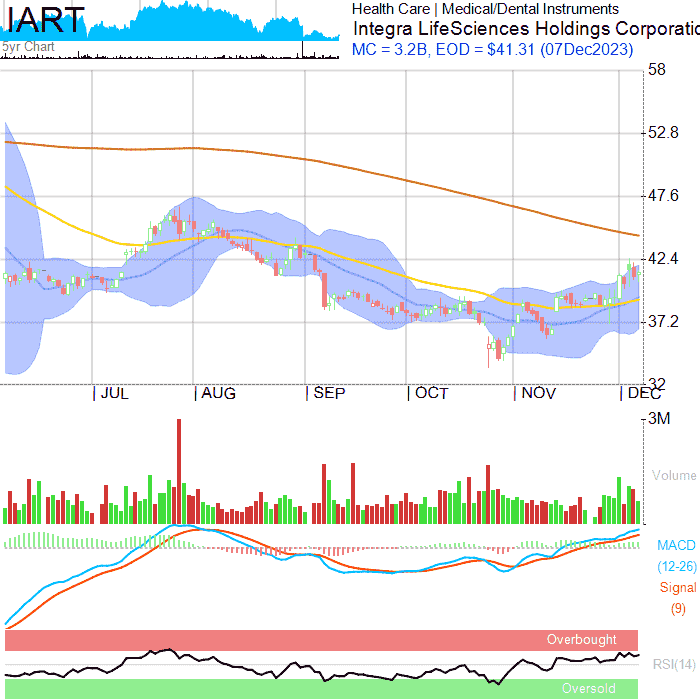 IART
5yr Chart
Health Care | Medical/Dental Instruments
Integra LifeSciences Holdings Corporatio
MC = 3.2B, EOD = $41.31 (07Dec2023)
58
52.8
47.6
42.4
37.2
32
JUL AUG SEP OCT NOV DEC
3M
Volume
MACD
(12-26)
Signal
(9)
Overbought
RSI(14)
Oversold